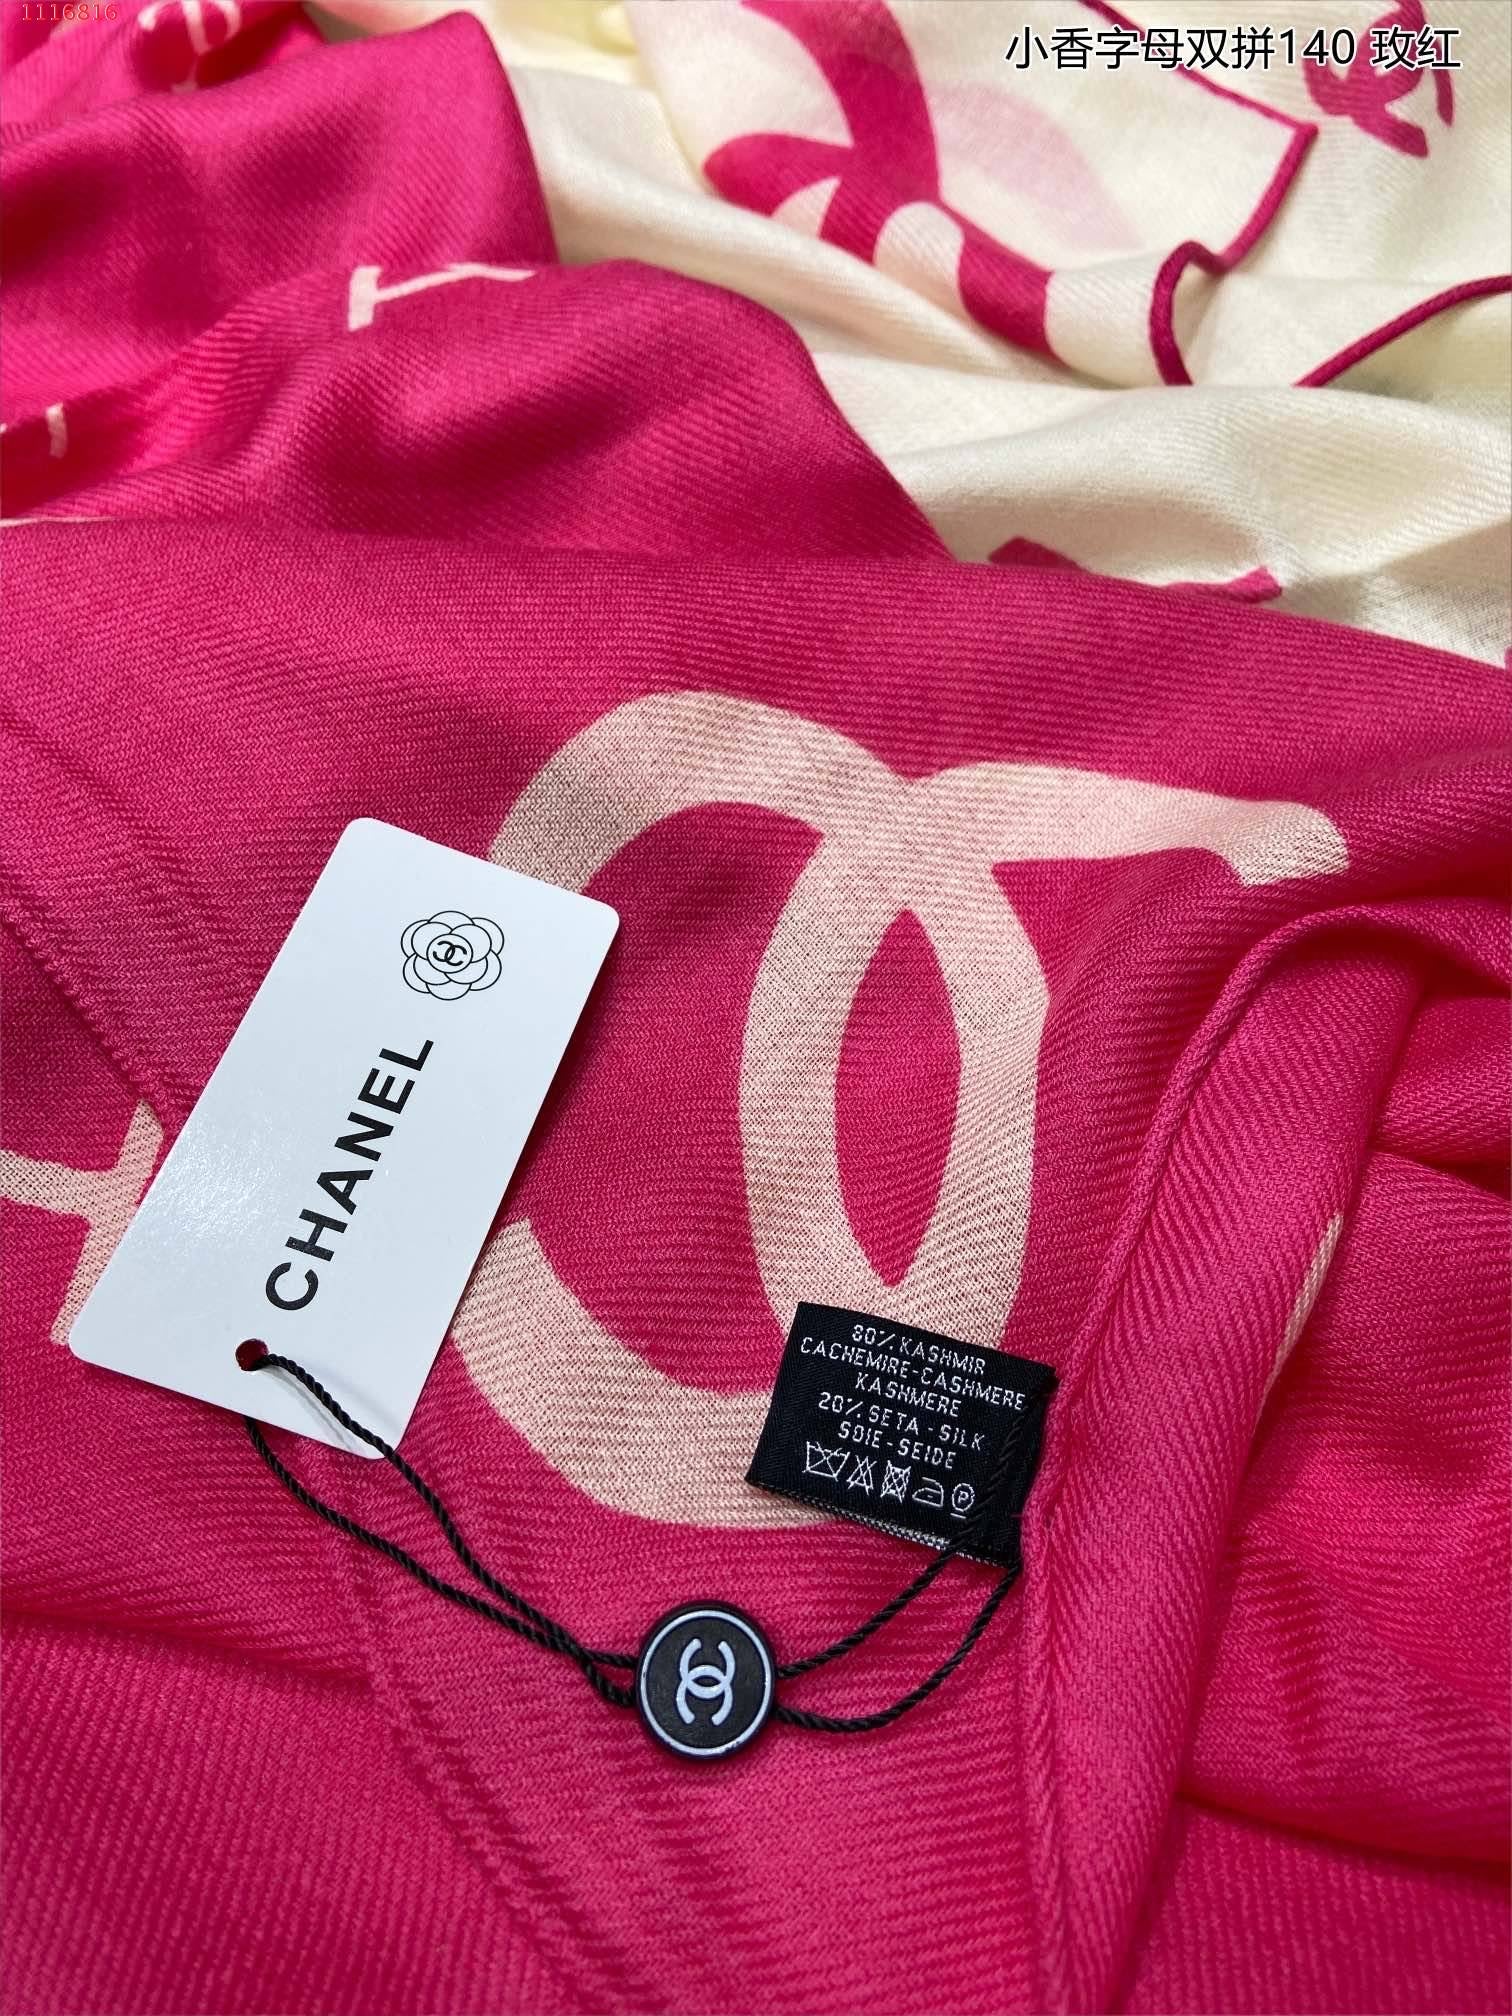 1116816
小香字母双拼140 玫红
CHANEL
80% KASHMIR
CACHEMIRE-CASHMERE
KASHMERE
20% SETA-SILK
SOIE-SEIDE
P